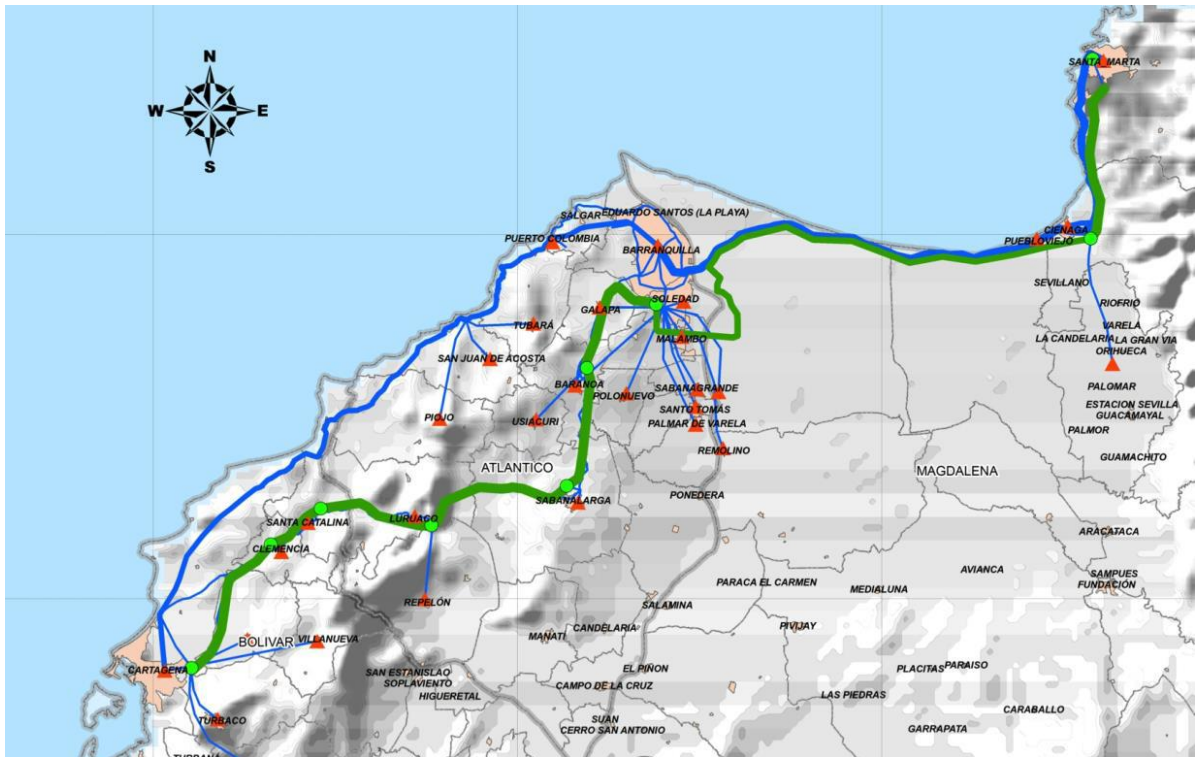 N
W E
S
SANTA MARTA
SALGAR
EDUARDO SANTOS (LA PLAYA)
PUERTO COLOMBIA
BARRANQUILLA
CIENAGA
PUEBLOVIEJO
SEVILLANO
SOLEDAD
GALAPA
RIOFRIO
TUBARÁ
VARELA
MALAMBO
LA CANDELARIA
LA GRAN VIA
ORIHUECA
SAN JUAN DE ACOSTA
BARANOA
POLONUEVO
SABANAGRANDE
PALOMAR
SANTO TOMAS
ESTACION SEVILLA
GUACAMAYAL
PIOJO
USIACURI
PALMAR DE VARELA
PALMOR
REMOLINO
GUAMACHITO
ATLANTICO
MAGDALENA
PONEDERA
SABANALARGA
LURUACO
SANTA CATALINA
ARACATACA
CLEMENCIA
AVIANCA
SAMPUES
PARACA EL CARMEN
FUNDACIÓN
MEDIALUNA
REPELÓN
SALAMINA
CANDELARIA
PIVIJAY
MANATI
BOLIVAR
VILLANUEVA
CARTAGENA
SAN ESTANISLAO
EL PIÑON
PLACITAS
PARAISO
SOPLAVIENTO
CAMPO DE LA CRUZ
HIGUERETAL
LAS PIEDRAS
CARABALLO
TURBACO
SUAN
CERRO SAN ANTONIO
GARRAPATA